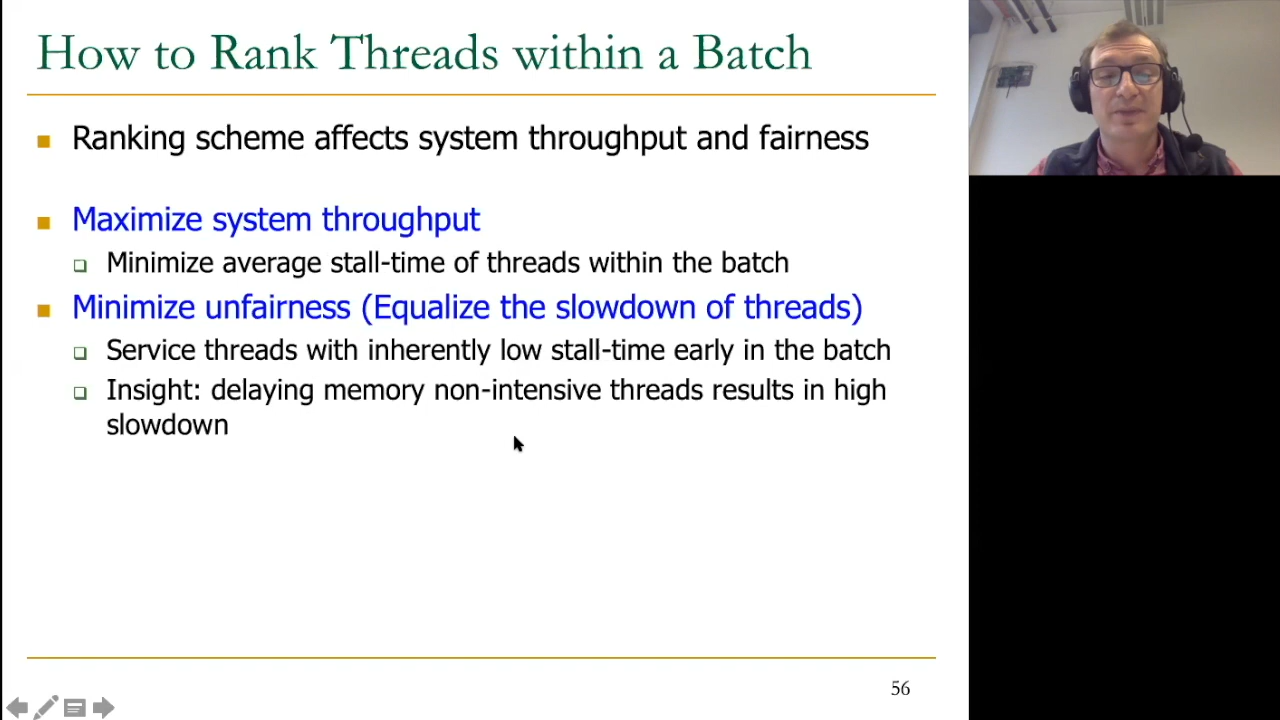 How to Rank Threads within a Batch
Ranking scheme affects system throughput and fairness
Maximize system throughput
Minimize average stall-time of threads within the batch
Minimize unfairness (Equalize the slowdown of threads)
Service threads with inherently low stall-time early in the batch
Insight: delaying memory non-intensive threads results in high
slowdown
56